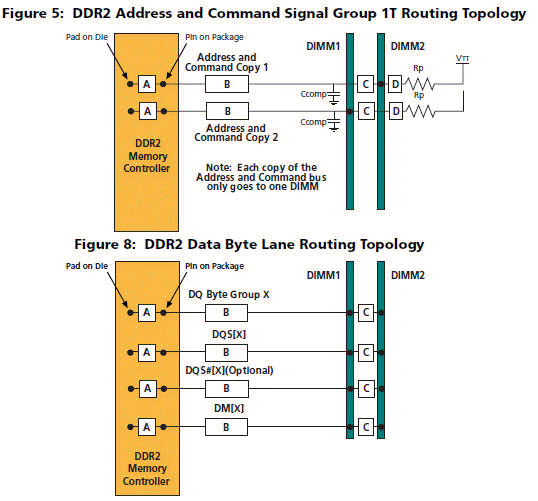 Figure 5: DDR2 Address and Command Signal Group 1T Routing Topology
Pad on Die
Pin on Package
DIMM1
DIMM2
Address and
Command Copy 1
VTT
Rp
A
B
Ccomp
C
D
Rp
A
B
Ccomp
C
D
Address and
Command Copy 2
DDR2
Memory
Controller
Note: Each copy of the
Address and Command bus
only goes to one DIMM
Figure 8: DDR2 Data Byte Lane Routing Topology
Pad on Die
Pin on Package
DIMM1
DIMM2
DQ Byte Group X
A
B
C
DQS[X]
A
B
C
DQS#[X](Optional)
A
B
C
DM[X]
A
B
C
DDR2
Memory
Controller